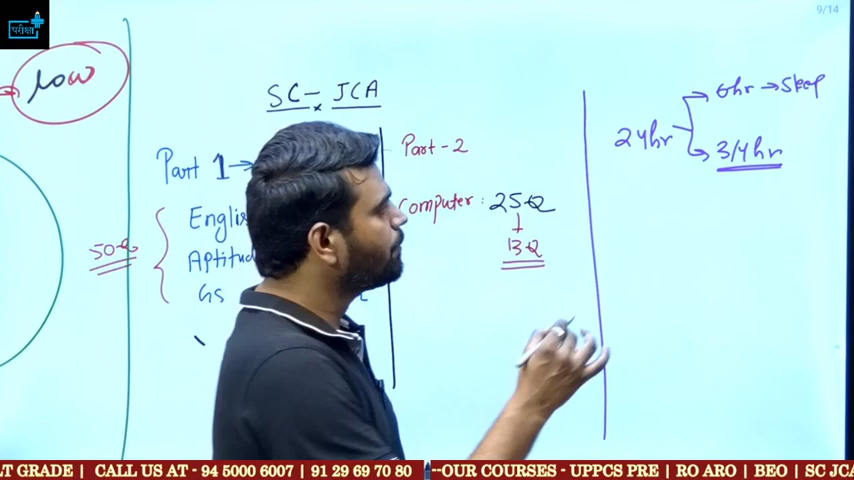 9/14
परीक्षा
low
SC - JCA
Part 1 →
Englis
Aptitud
GS
50Q
Part - 2
Computer : 25Q
13Q
24hr
6hr → Sleep
3/4hr
LT GRADE | CALL US AT - 94 5000 6007 | 91 29 69 70 80
--OUR COURSES - UPPCS PRE | RO ARO | BEO | SC JCA